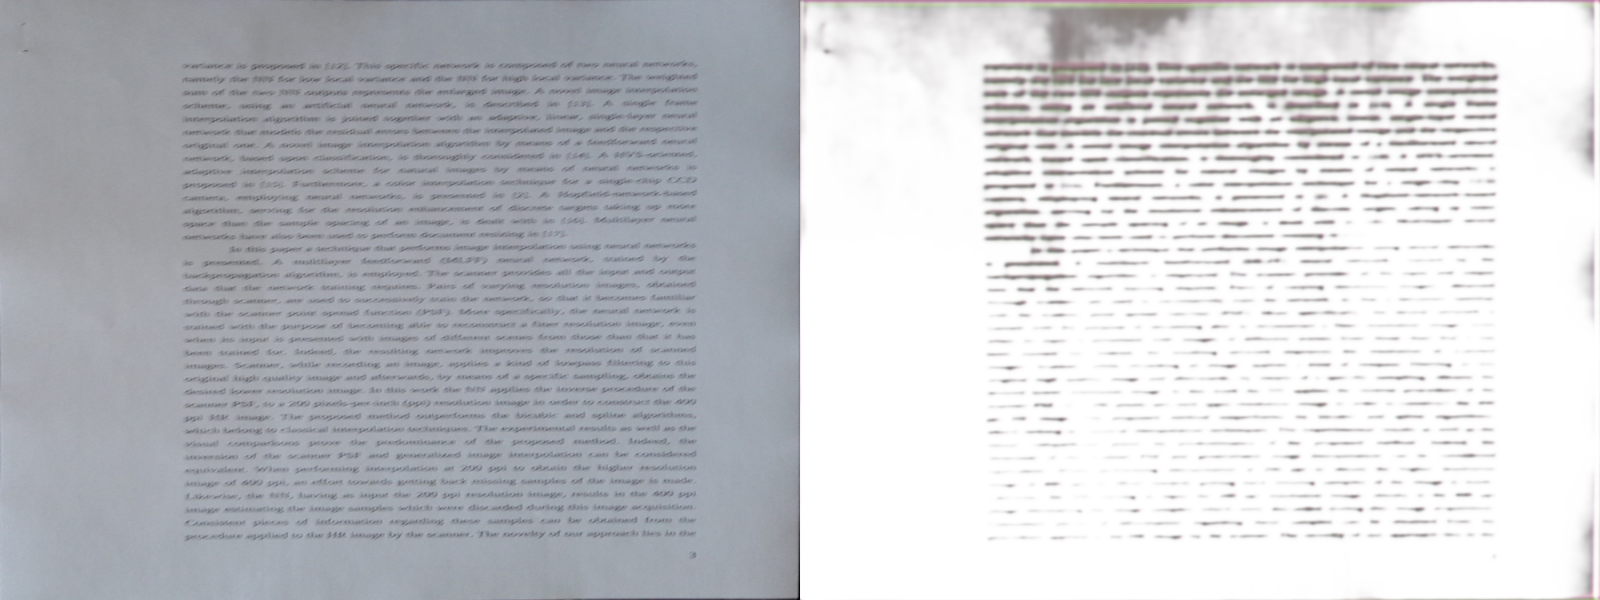 variance is proposed in [12]. This specific network is composed of two neural networks,
namely the NN for low local variance and the NN for high local variance. The weighted
sum of the two NN outputs represents the enlarged image. A novel image interpolation
scheme, using an artificial neural network, is described in [13]. A single frame
interpolation algorithm is joined together with an adaptive, linear, single-layer neural
network that models the residual errors between the interpolated image and the respective
original one. A novel image interpolation algorithm by means of a feedforward neural
network, based upon classification, is thoroughly considered in [14]. A adaptive interpolation scheme for natural images by means of neural networks is
proposed in [15]. Furthermore, a color interpolation technique for a single-chip CCD
camera, employing neural networks, is presented in [2]. A Hopfield-network-based
algorithm, serving for the resolution enhancement of discrete targets taking up more
space than the sample spacing of an image, is dealt with in [16]. Multilayer neural
networks have also been used to perform document resizing in [17].
In this paper a technique that performs image interpolation using neural networks
is presented. A multilayer feedforward (MLFF) neural network, trained by the
backpropagation algorithm, is employed. The scanner provides all the input and output
data that the network training requires. Pairs of varying resolution images, obtained
through scanner, are used to successively train the network, so that it becomes familiar
with the scanner point spread function (PSF). More specifically, the neural network is
trained with the purpose of becoming able to reconstruct a finer resolution image, even
when its input is presented with images of different scenes from those than that it has
been trained for. Indeed, the resulting network improves the resolution of scanned
images. Scanner, while recording an image, applies a kind of lowpass filtering to this
original high quality image and afterwards, by means of a specific sampling, obtains the
desired lower resolution image. In this work the NN applies the inverse procedure of the
scanner PSF, to a 200 pixels-per-inch (ppi) resolution image in order to construct the 400
ppi HR image. The proposed method outperforms the bicubic and spline algorithms,
which belong to classical interpolation techniques. The experimental results as well as the
visual comparisons prove the predominance of the proposed method. Indeed, the
inversion of the scanner PSF and generalized image interpolation can be considered
equivalent. When performing interpolation at 200 ppi to obtain the higher resolution
image of 400 ppi, an effort towards getting back missing samples of the image is made.
Likewise, the NN, having as input the 200 ppi resolution image, results in the 400 ppi
image estimating the image samples which were discarded during this image acquisition.
Consistent pieces of information regarding these samples can be obtained from the
procedure applied to the HR image by the scanner. The novelty of our approach lies in the
3